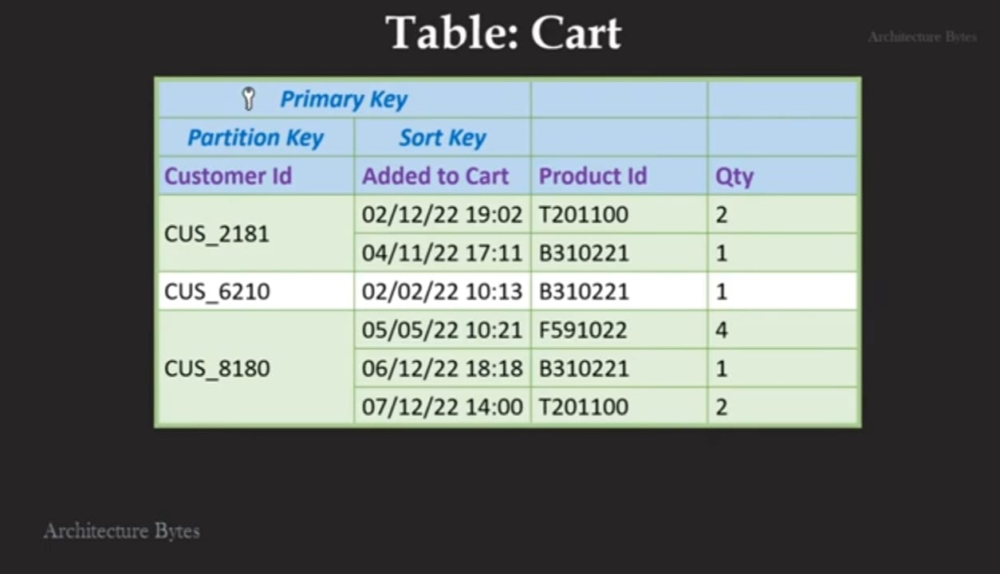 Table: Cart
Architecture Bytes
Primary Key
Partition Key Sort Key
Customer Id Added to Cart Product Id Qty
CUS_2181 02/12/22 19:02 T201100 2
04/11/22 17:11 B310221 1
CUS_6210 02/02/22 10:13 B310221 1
CUS_8180 05/05/22 10:21 F591022 4
06/12/22 18:18 B310221 1
07/12/22 14:00 T201100 2
Architecture Bytes